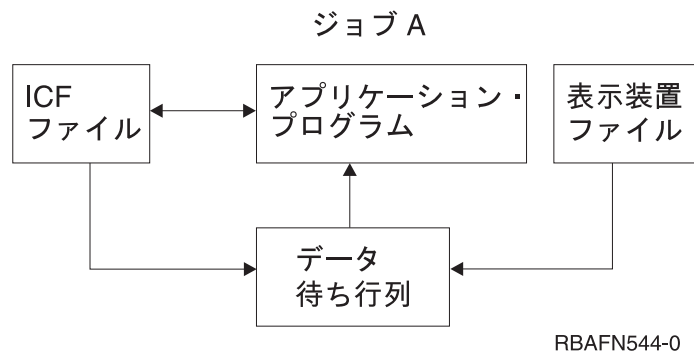 ジョブ A
ICF
ファイル
アプリケーション・
プログラム
表示装置
ファイル
データ
待ち行列
RBAFN544-0